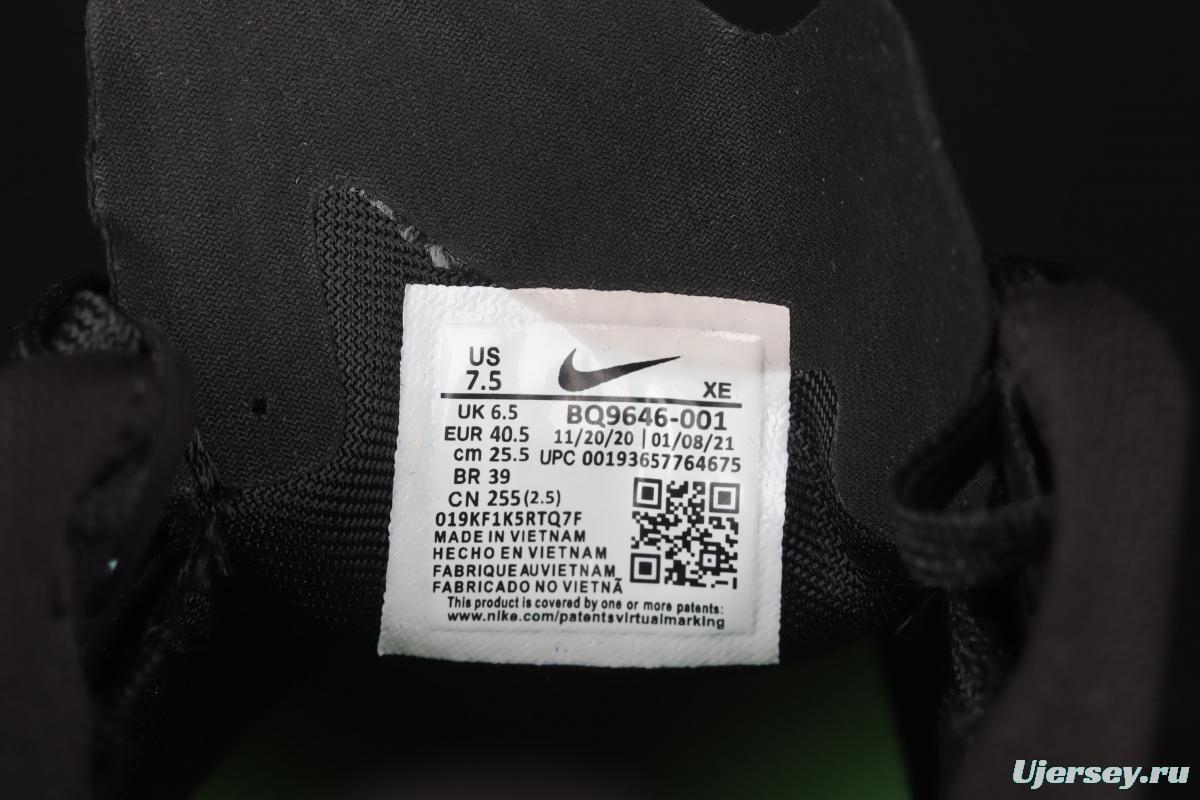 US
7.5
XE
UK 6.5
BQ9646-001
EUR 40.5
11/20/20 | 01/08/21
cm 25.5
UPC 00193657764675
BR 39
CN 255 (2.5)
019KF1K5RTQ7F
MADE IN VIETNAM
HECHO EN VIETNAM
FABRIQUE AU VIETNAM
FABRICADO NO VIETNÃ
This product is covered by one or more patents:
www.nike.com/patentsvirtualmarking
Ujersey.ru